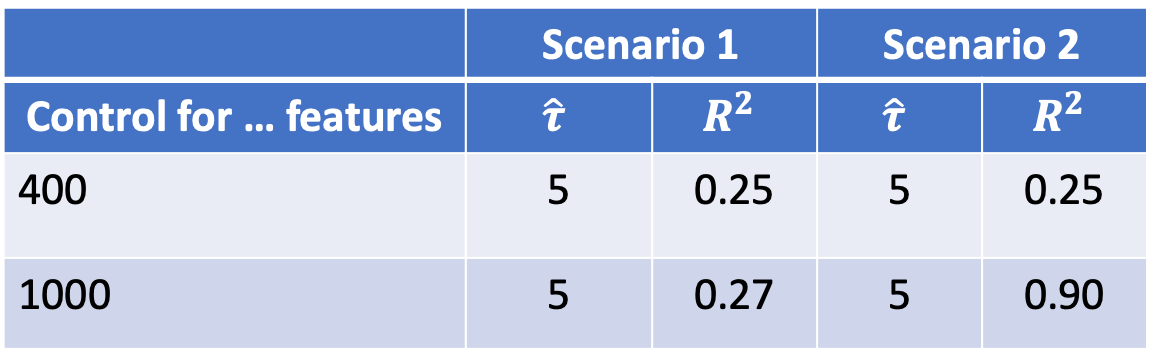 Scenario 1 Scenario 2
Control for ... features τ̂ R² τ̂ R²
400 5 0.25 5 0.25
1000 5 0.27 5 0.90